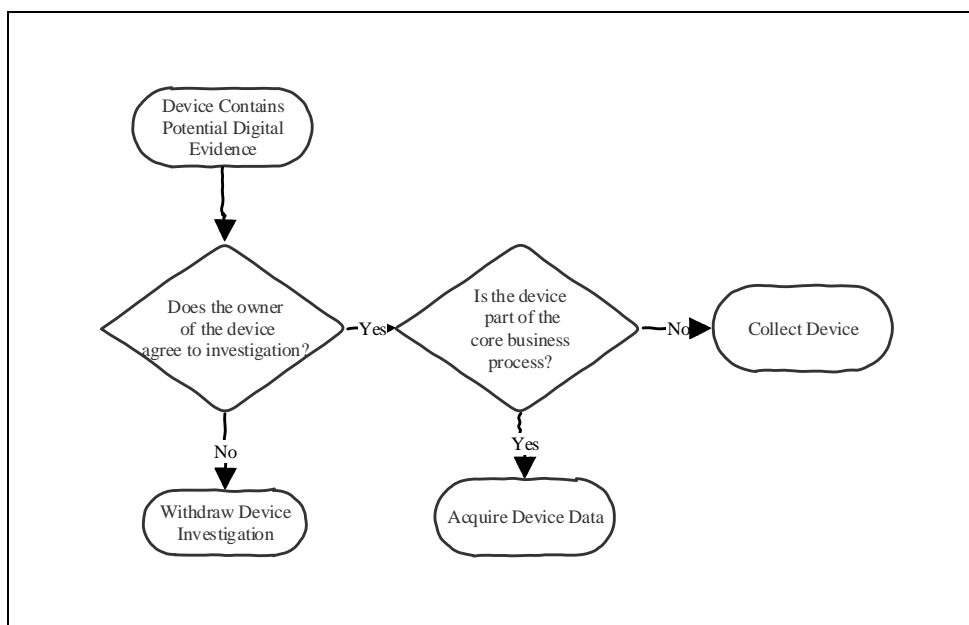 Device Contains
Potential Digital
Evidence
Does the owner
of the device
agree to investigation?
Yes
Is the device
part of the
core business
process?
No
Collect Device
No
Yes
Withdraw Device
Investigation
Acquire Device Data